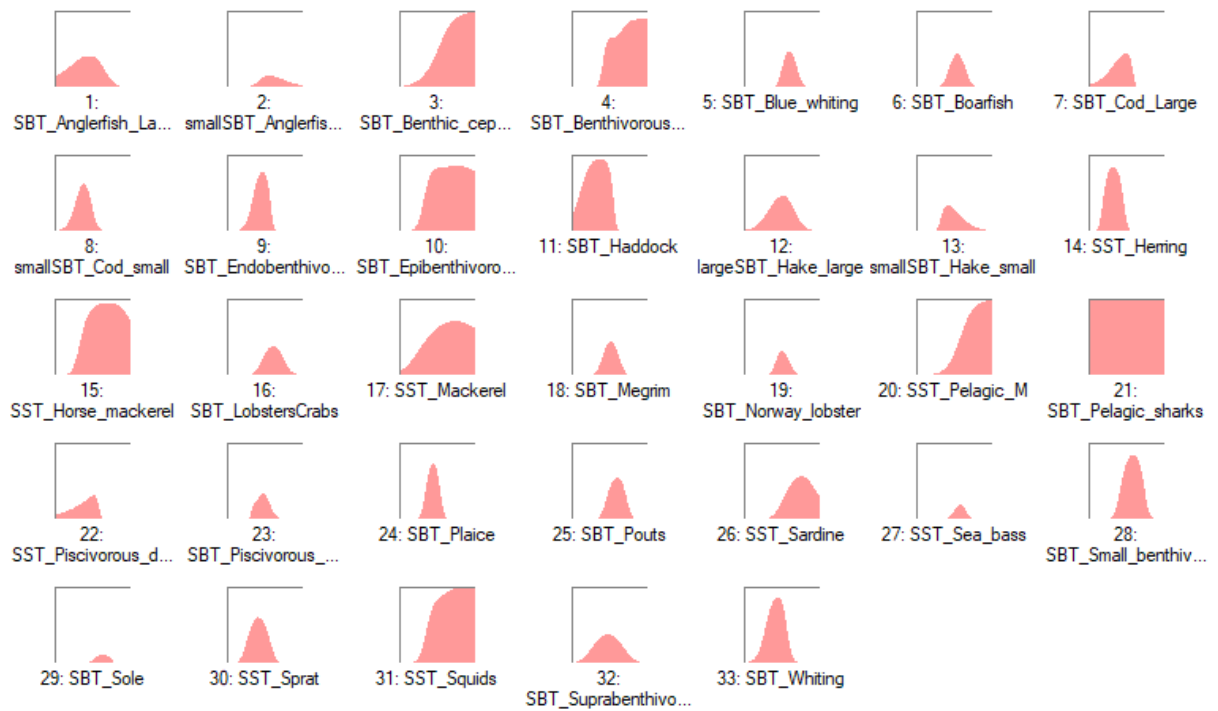 1:
SBT_Anglerfish_La...
2:
smallSBT_Anglerfis...
3:
SBT_Benthic_cep...
4:
SBT_Benthivorous...
5: SBT_Blue_whiting
6: SBT_Boarfish
7: SBT_Cod_Large
8:
smallSBT_Cod_small
9:
SBT_Endobenthivo...
10:
SBT_Epibenthivoro...
11: SBT_Haddock
12:
largeSBT_Hake_large
13:
smallSBT_Hake_small
14: SST_Herring
15:
SST_Horse_mackerel
16:
SBT_LobstersCrabs
17: SST_Mackerel
18: SBT_Megrim
19:
SBT_Norway_lobster
20: SST_Pelagic_M
21:
SBT_Pelagic_sharks
22:
SST_Piscivorous_d...
23:
SBT_Piscivorous_...
24: SBT_Plaice
25: SBT_Pouts
26: SST_Sardine
27: SST_Sea_bass
28:
SBT_Small_benthiv...
29: SBT_Sole
30: SST_Sprat
31: SST_Squids
32:
SBT_Suprabenthivo...
33: SBT_Whiting